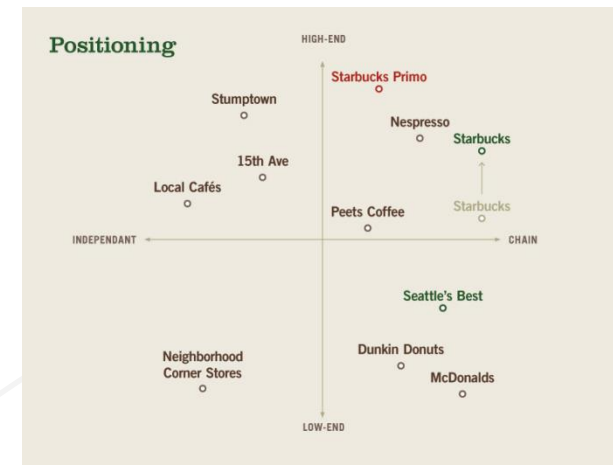 Positioning
HIGH-END
Starbucks Primo
Stumptown
Nespresso
Starbucks
15th Ave
Local Cafés
Peets Coffee
Starbucks
INDEPENDANT
CHAIN
Seattle's Best
Dunkin Donuts
Neighborhood
Corner Stores
McDonalds
LOW-END